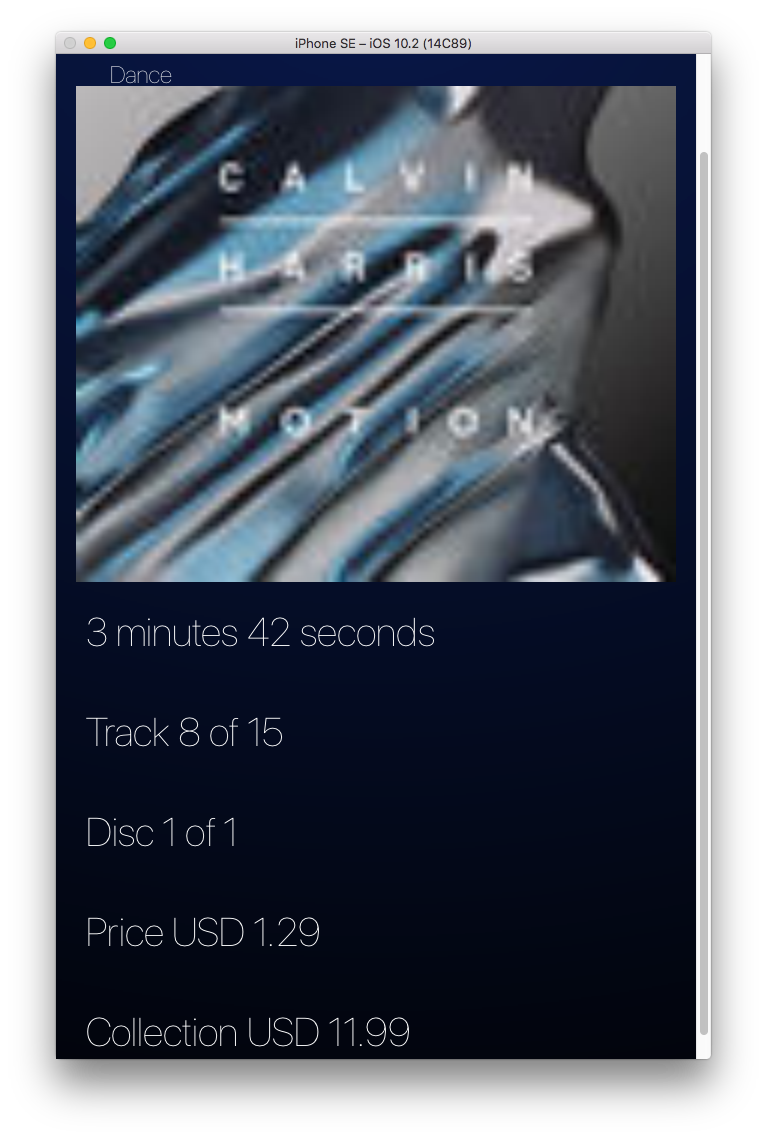 iPhone SE – iOS 10.2 (14C89)
Dance
CALVIN
HARRIS
MOTION
3 minutes 42 seconds
Track 8 of 15
Disc 1 of 1
Price USD 1.29
Collection USD 11.99